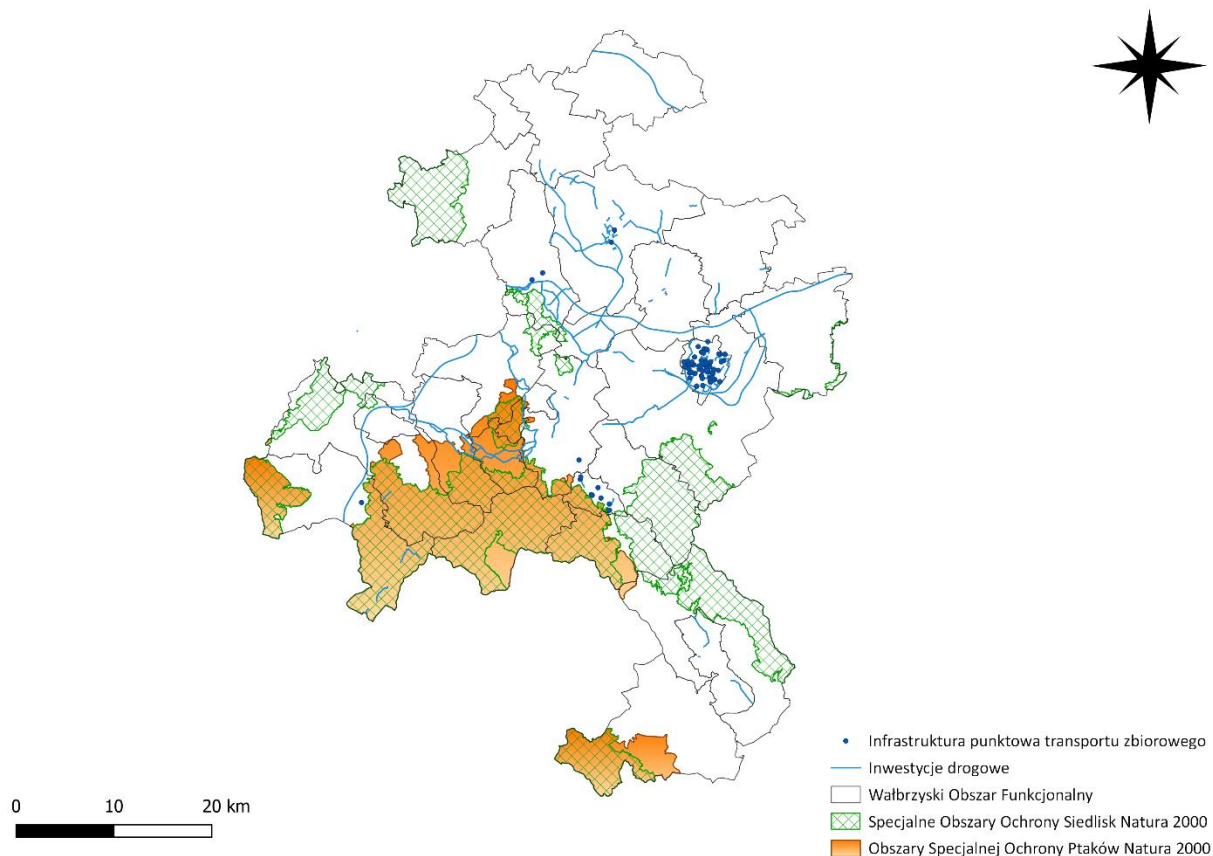 Infrastruktura punktowa transportu zbiorowego
Inwestycje drogowe
Wałbrzyski Obszar Funkcjonalny
Specjalne Obszary Ochrony Siedlisk Natura 2000
Obszary Specjalnej Ochrony Ptaków Natura 2000
0 10 20 km